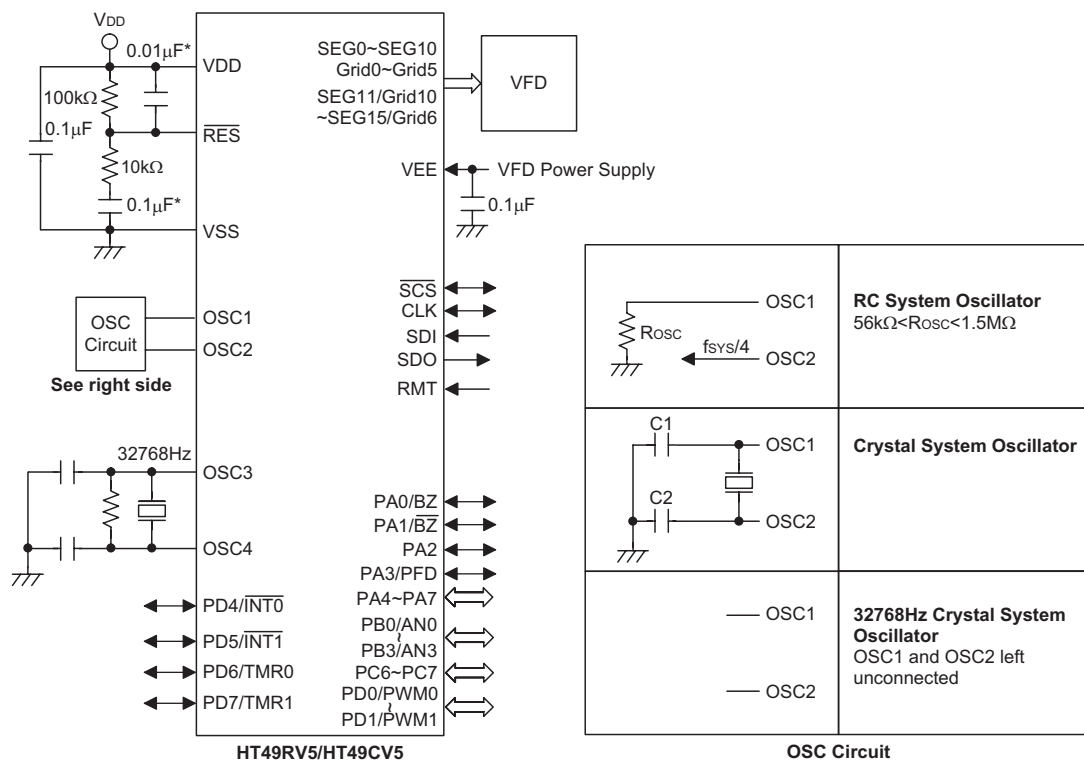 VDD
0.01μF*
VDD
100kΩ
0.1μF
RES
10kΩ
0.1μF*
VSS
OSC
Circuit
OSC1
OSC2
See right side
32768Hz
OSC3
OSC4
PD4/INT0
PD5/INT1
PD6/TMR0
PD7/TMR1
SEG0~SEG10
Grid0~Grid5
SEG11/Grid10
~SEG15/Grid6
VFD
VEE
VFD Power Supply
0.1μF
SCS
CLK
SDI
SDO
RMT
PA0/BZ
PA1/BZ
PA2
PA3/PFD
PA4~PA7
PB0/AN0
~
PB3/AN3
PC6~PC7
PD0/PWM0
~
PD1/PWM1
HT49RV5/HT49CV5
OSC1
ROSC
fSYS/4
OSC2
RC System Oscillator
56kΩ<ROSC<1.5MΩ
C1
OSC1
C2
OSC2
Crystal System Oscillator
OSC1
OSC2
32768Hz Crystal System
Oscillator
OSC1 and OSC2 left
unconnected
OSC Circuit